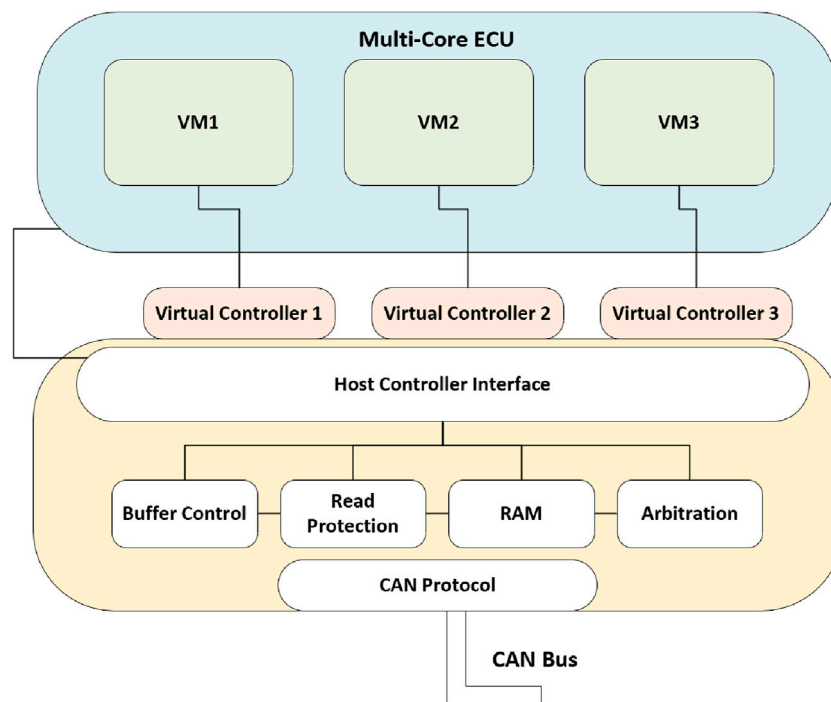 Multi-Core ECU
VM1
VM2
VM3
Virtual Controller 1
Virtual Controller 2
Virtual Controller 3
Host Controller Interface
Buffer Control
Read
Protection
RAM
Arbitration
CAN Protocol
CAN Bus